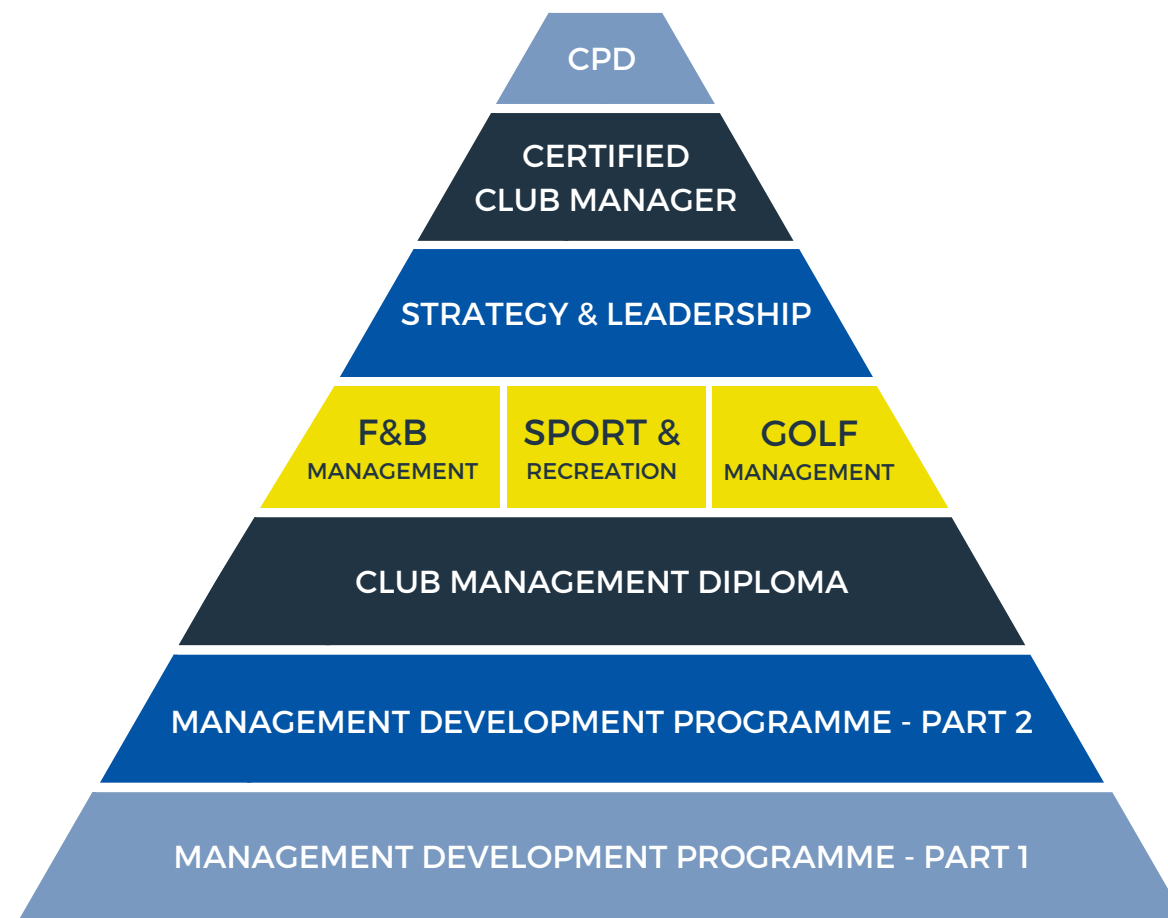 CPD
CERTIFIED
CLUB MANAGER
STRATEGY & LEADERSHIP
F&B
MANAGEMENT
SPORT &
RECREATION
GOLF
MANAGEMENT
CLUB MANAGEMENT DIPLOMA
MANAGEMENT DEVELOPMENT PROGRAMME - PART 2
MANAGEMENT DEVELOPMENT PROGRAMME - PART 1